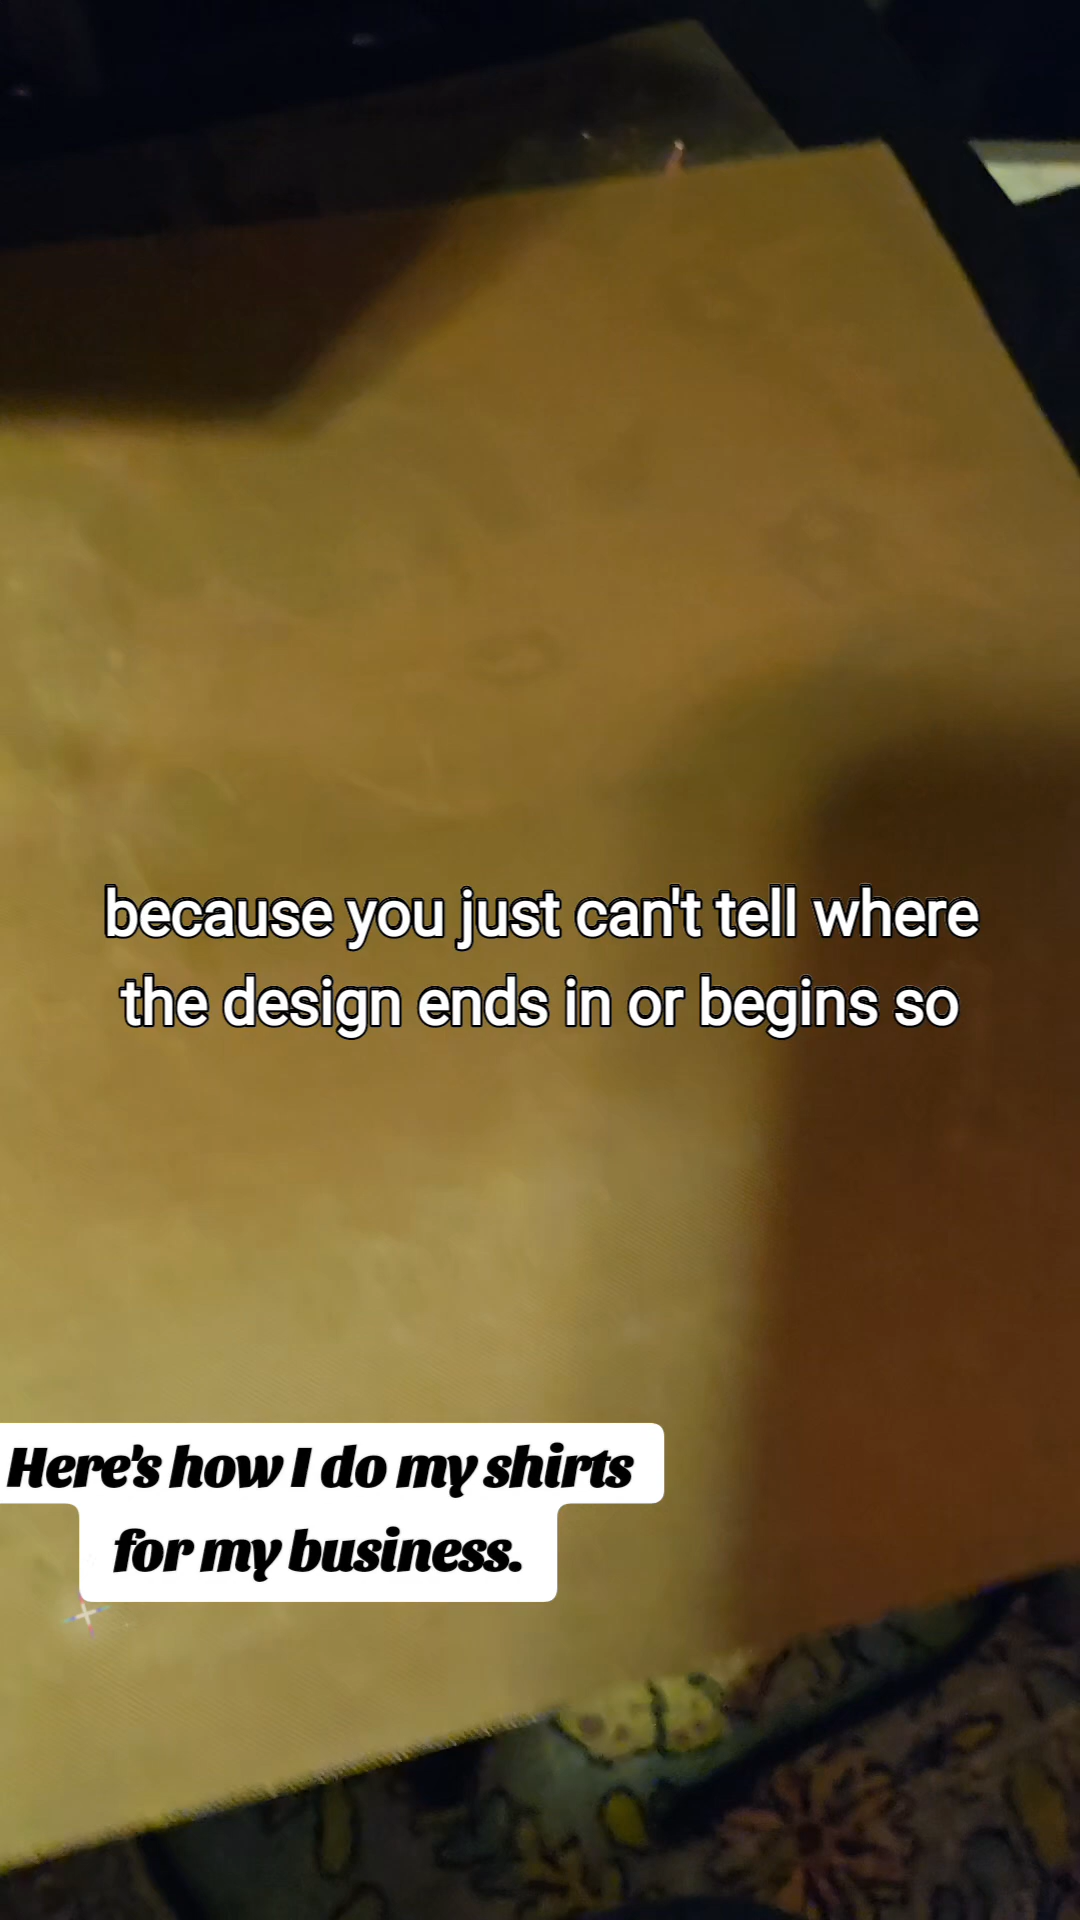 because you just can't tell where
the design ends in or begins so
Here's how I do my shirts
for my business.